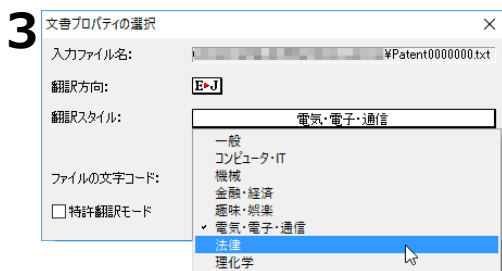 3
文書プロパティの選択
入力ファイル名: ¥Patent0000000.txt
翻訳方向: E▸J
翻訳スタイル: 電気・電子・通信
一般
コンピュータ・IT
機械
金融・経済
ファイルの文字コード:
趣味・娯楽
□特許翻訳モード
✓ 電気・電子・通信
法律
理化学